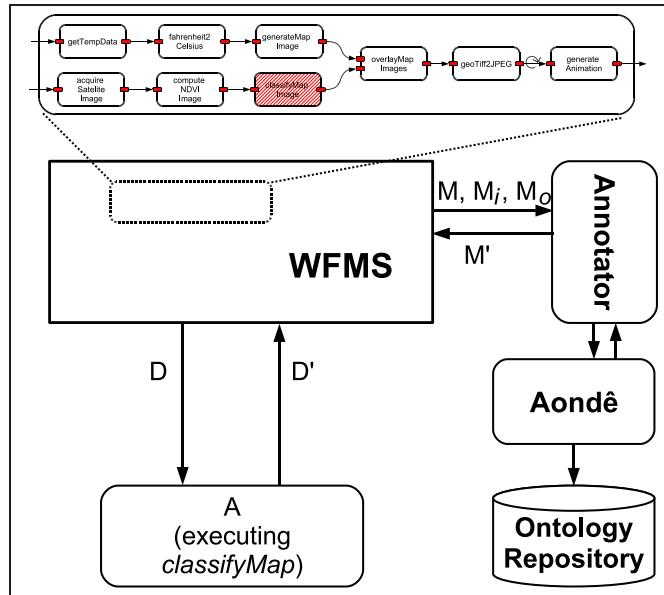 getTempData
fahrenheit2
Celsius
generateMap
Image
acquire
Satelite
Image
compute
NDVI
Image
classifyMap
Image
overlayMap
Images
geoTiff2JPEG
generate
Animation
WFMS
M, Mi, Mo
M'
Annotator
D
D'
Aondê
A
(executing
classifyMap)
Ontology
Repository